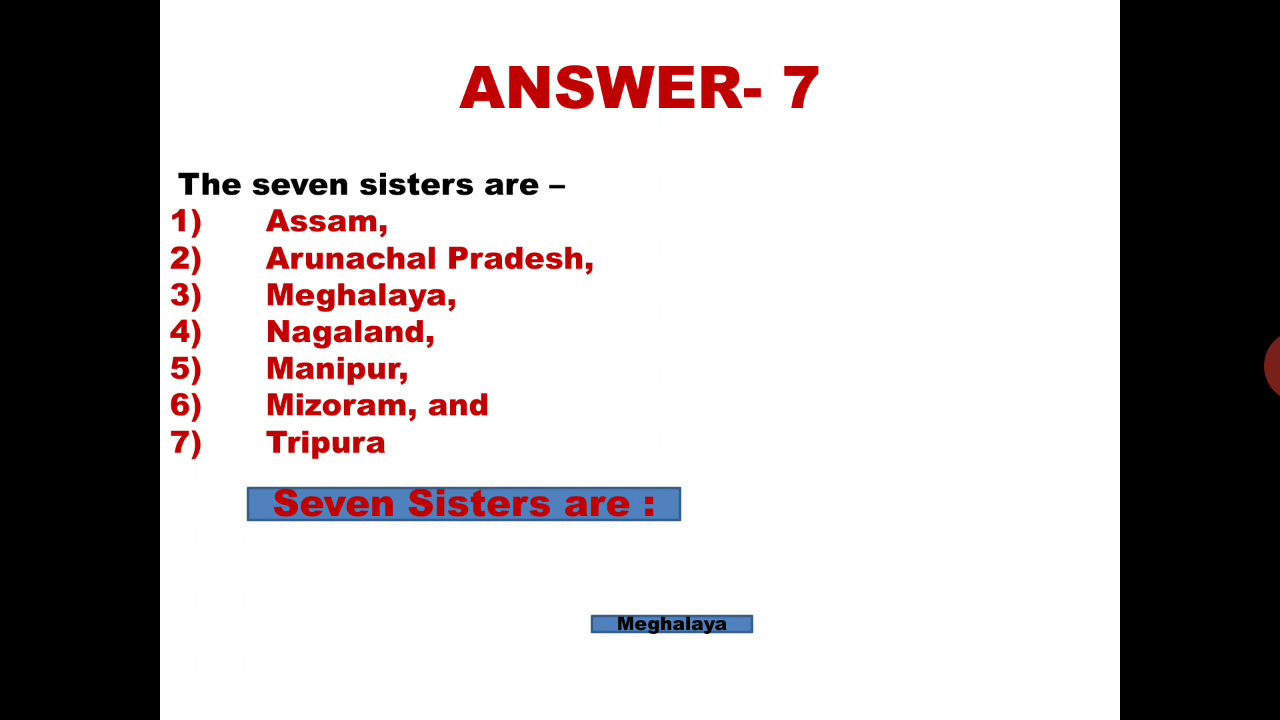 ANSWER- 7
The seven sisters are –
1) Assam,
2) Arunachal Pradesh,
3) Meghalaya,
4) Nagaland,
5) Manipur,
6) Mizoram, and
7) Tripura
Seven Sisters are :
Meghalaya